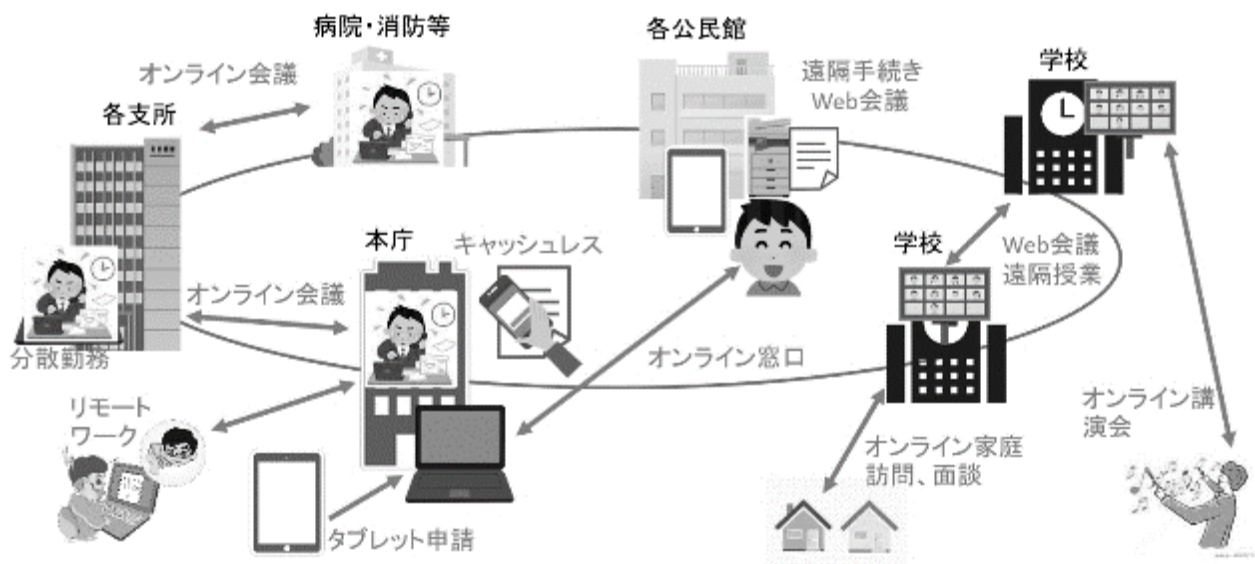 病院・消防等
各公民館
オンライン会議
遠隔手続き
Web会議
学校
各支所
本庁
キャッシュレス
学校
Web会議
遠隔授業
オンライン会議
分散勤務
オンライン窓口
リモート
ワーク
オンライン講
演会
オンライン家庭
訪問、面談
タブレット申請